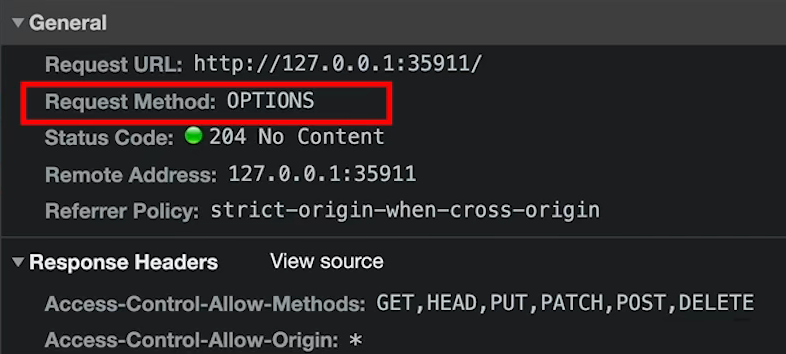 General
Request URL: http://127.0.0.1:35911/
Request Method: OPTIONS
Status Code: 204 No Content
Remote Address: 127.0.0.1:35911
Referrer Policy: strict-origin-when-cross-origin
Response Headers View source
Access-Control-Allow-Methods: GET,HEAD,PUT,PATCH,POST,DELETE
Access-Control-Allow-Origin: *